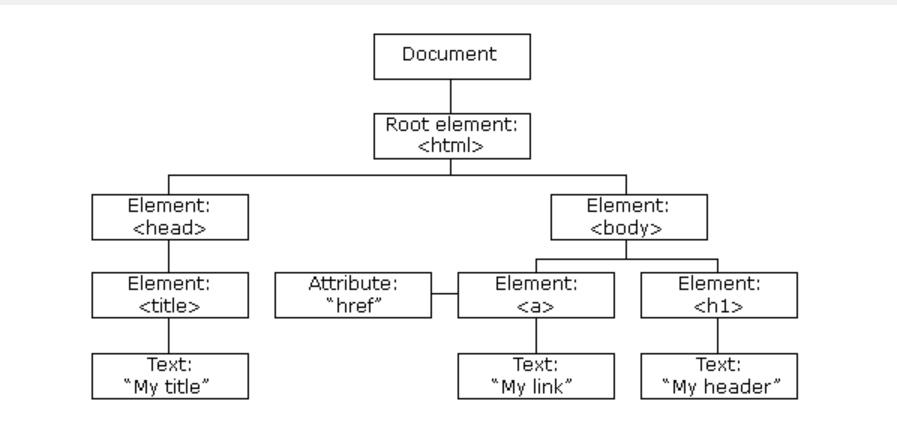 Document
Root element:
<html>
Element:
<head>
Element:
<body>
Element:
<title>
Attribute:
“href”
Element:
<a>
Element:
<h1>
Text:
“My title”
Text:
“My link”
Text:
“My header”